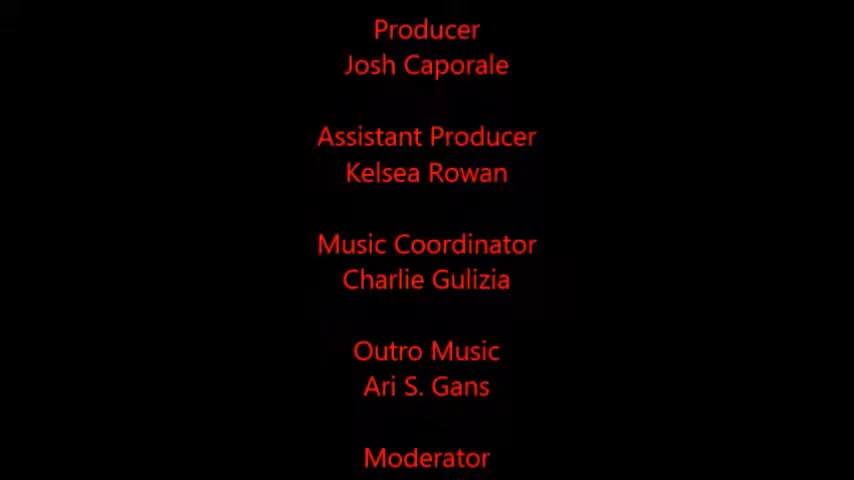 Producer
Josh Caporale
Assistant Producer
Kelsea Rowan
Music Coordinator
Charlie Gulizia
Outro Music
Ari S. Gans
Moderator